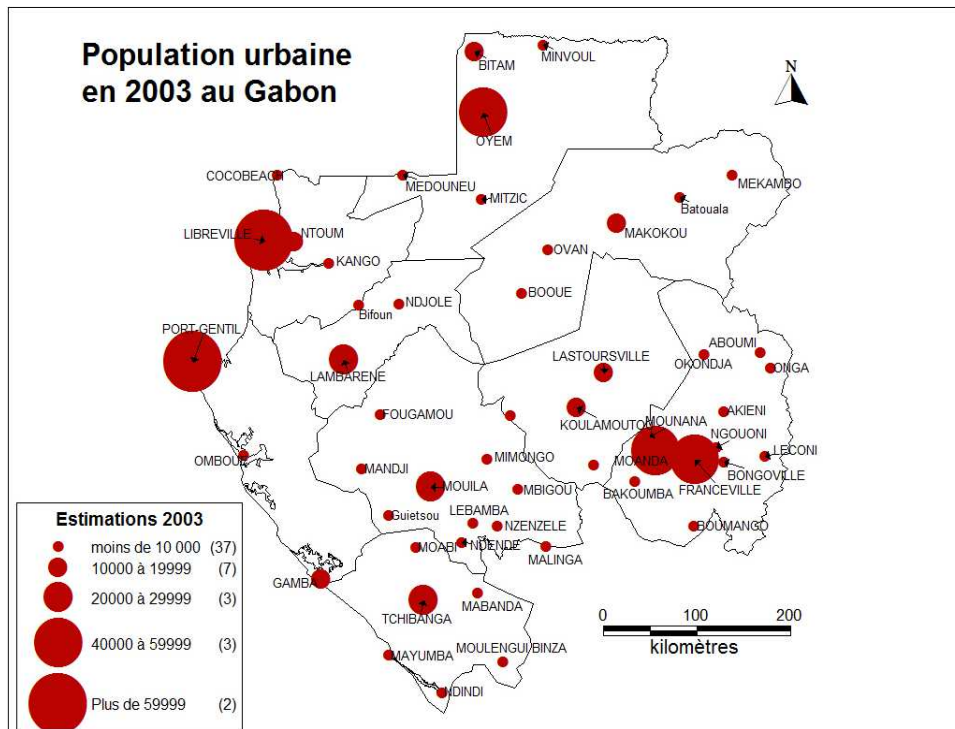 Population urbaine
en 2003 au Gabon
N
BITAM
MINVOUL
OYEM
COCOBEACH
MEDOUNEU
MITZIC
MEKAMBO
Batouala
MAKOKOU
LIBREVILLE
NTOUM
KANGO
OVAN
BOOUE
Bifoun
NDJOLE
PORT-GENTIL
LAMBARENE
LASTOURSVILLE
ABOUMI
OKONDJA
ONGA
FOUGAMOU
KOULAMOUTOU
MOUNANA
AKIENI
NGOUONI
LECONI
OMBOUE
MANDJI
MIMONGO
MOANDA
BONGOVILLE
MOUILA
MBIGOU
BAKOUMBA
FRANCEVILLE
Guietsou
LEBAMBA
NZENZELE
BOUMANGO
MOABI
NDENDE
MALINGA
GAMBA
TCHIBANGA
MABANDA
MAYUMBA
MOULENGUI BINZA
NDINDI
Estimations 2003
moins de 10 000 (37)
10000 à 19999 (7)
20000 à 29999 (3)
40000 à 59999 (3)
Plus de 59999 (2)
0 100 200
kilomètres